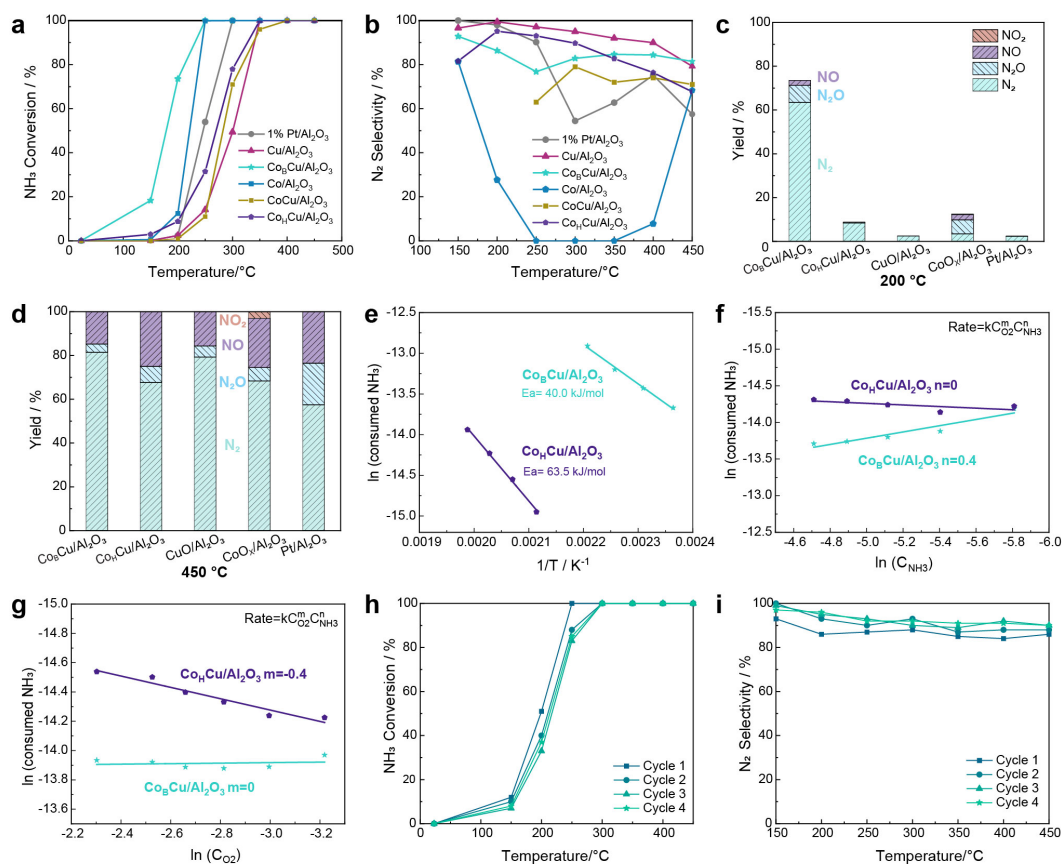 a
NH₃ Conversion / %
100
80
60
40
20
0
0 100 200 300 400 500
Temperature/°C
1% Pt/Al₂O₃
Cu/Al₂O₃
Co_BCu/Al₂O₃
Co/Al₂O₃
CoCu/Al₂O₃
Co_HCu/Al₂O₃
b
N₂ Selectivity / %
100
80
60
40
20
0
100 150 200 250 300 350 400 450
Temperature/°C
1% Pt/Al₂O₃
Cu/Al₂O₃
Co_BCu/Al₂O₃
Co/Al₂O₃
CoCu/Al₂O₃
Co_HCu/Al₂O₃
c
Yield / %
100
80
60
40
20
0
NO₂
NO
N₂O
N₂
NO
N₂O
N₂
Co_BCu/Al₂O₃
Co_HCu/Al₂O₃
CuO/Al₂O₃
CoO_X/Al₂O₃
Pt/Al₂O₃
200 °C
d
Yield / %
100
80
60
40
20
0
NO₂
NO
N₂O
N₂
Co_BCu/Al₂O₃
Co_HCu/Al₂O₃
CuO/Al₂O₃
CoO_X/Al₂O₃
Pt/Al₂O₃
450 °C
e
ln (consumed NH₃)
-13.0
-13.5
-14.0
-14.5
-15.0
Co_BCu/Al₂O₃
Ea= 40.0 kJ/mol
Co_HCu/Al₂O₃
Ea= 63.5 kJ/mol
0.0019 0.0020 0.0021 0.0022 0.0023 0.0024
1/T / K⁻¹
f
ln (consumed NH₃)
-15.5
-15.0
-14.5
-14.0
-13.5
-13.0
-12.5
Rate=kC^m_O2C^n_NH3
Co_HCu/Al₂O₃ n=0
Co_BCu/Al₂O₃ n=0.4
-4.6 -4.8 -5.0 -5.2 -5.4 -5.6 -5.8 -6.0
ln (C_NH3)
g
ln (consumed NH₃)
-15.0
-14.8
-14.6
-14.4
-14.2
-14.0
-13.8
-13.6
Rate=kC^m_O2C^n_NH3
Co_HCu/Al₂O₃ m=-0.4
Co_BCu/Al₂O₃ m=0
-2.2 -2.4 -2.6 -2.8 -3.0 -3.2
ln (C_O2)
h
NH₃ Conversion / %
100
80
60
40
20
0
0 50 100 150 200 250 300 350 400 450
Temperature/°C
Cycle 1
Cycle 2
Cycle 3
Cycle 4
i
N₂ Selectivity / %
100
80
60
40
20
0
150 200 250 300 350 400 450
Temperature/°C
Cycle 1
Cycle 2
Cycle 3
Cycle 4